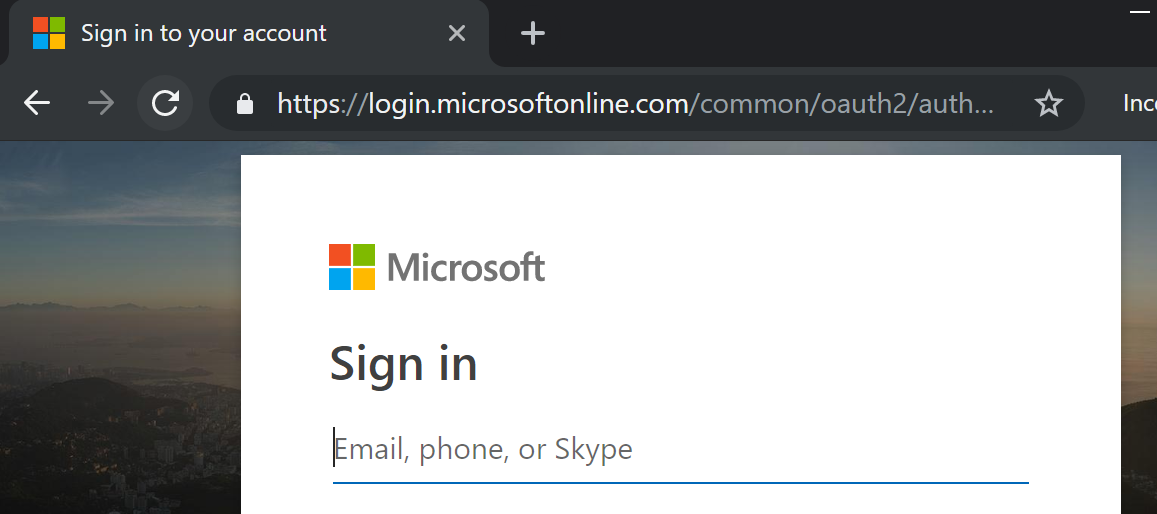 Sign in to your account
https://login.microsoftonline.com/common/oauth2/auth...
Inc
Microsoft
Sign in
Email, phone, or Skype